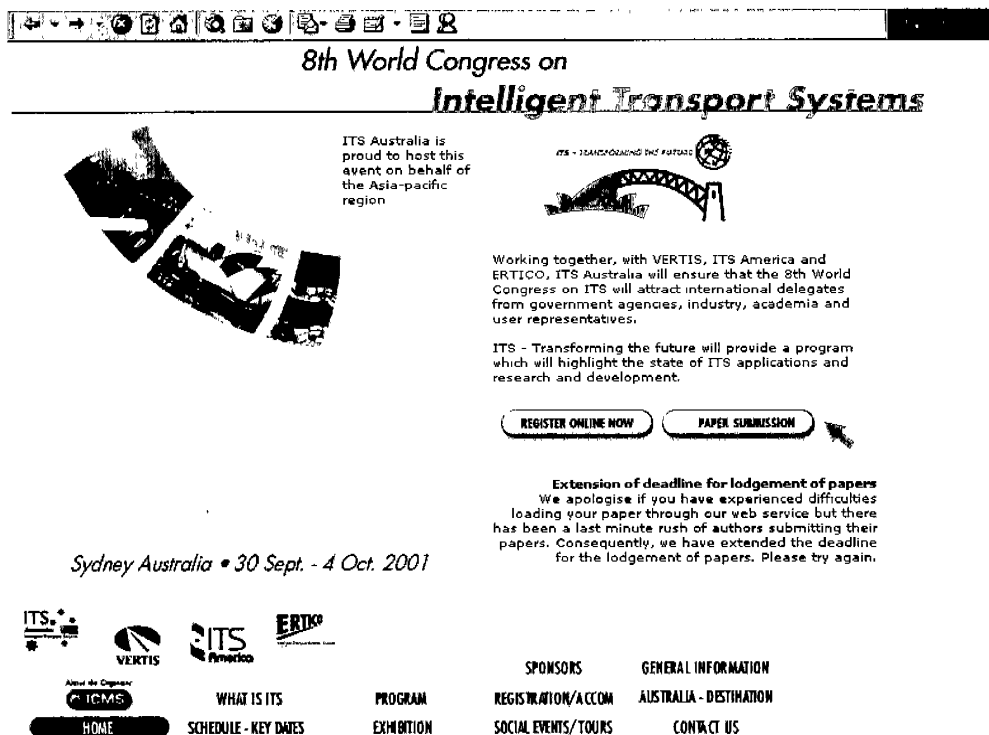 8th World Congress on
Intelligent Transport Systems
ITS Australia is
proud to host this
event on behalf of
the Asia-pacific
region
ITS - TRANSFORMING THE FUTURE
Working together, with VERTIS, ITS America and
ERTICO, ITS Australia will ensure that the 8th World
Congress on ITS will attract international delegates
from government agencies, industry, academia and
user representatives.
ITS - Transforming the future will provide a program
which will highlight the state of ITS applications and
research and development.
REGISTER ONLINE NOW
PAPER SUBMISSION
Extension of deadline for lodgement of papers
We apologise if you have experienced difficulties
loading your paper through our web service but there
has been a last minute rush of authors submitting their
papers. Consequently, we have extended the deadline
for the lodgement of papers. Please try again.
Sydney Australia • 30 Sept. - 4 Oct. 2001
ITS
VERTIS
ITS
America
ERTICO
SPONSORS
GENERAL INFORMATION
About the Organiser
ICMS
WHAT IS ITS
PROGRAM
REGISTRATION/ACCOM
AUSTRALIA - DESTINATION
HOME
SCHEDULE - KEY DATES
EXHIBITION
SOCIAL EVENTS/TOURS
CONTACT US